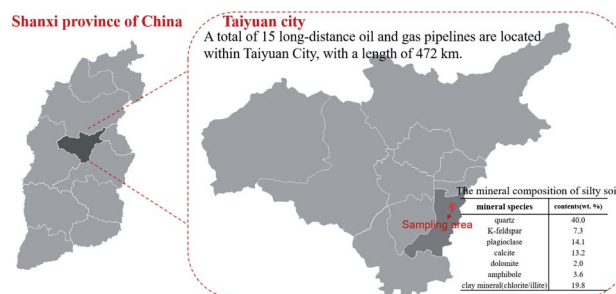 Shanxi province of China
Taiyuan city
A total of 15 long-distance oil and gas pipelines are located
within Taiyuan City, with a length of 472 km.
Sampling area
The mineral composition of silty soi
mineral species contents(wt. %)
quartz 40.0
K-feldspar 7.3
plagioclase 14.1
calcite 13.2
dolomite 2.0
amphibole 3.6
clay mineral(chlorite/illite) 19.8